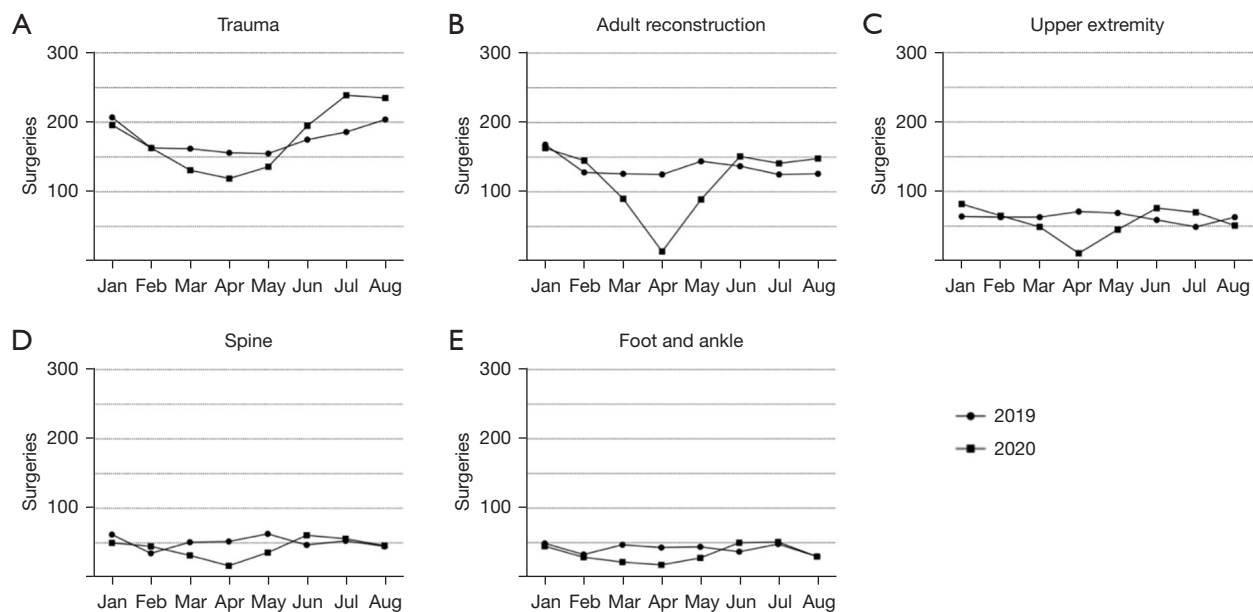 A
Trauma
300
200
100
Surgeries
Jan Feb Mar Apr May Jun Jul Aug
B
Adult reconstruction
300
200
100
Surgeries
Jan Feb Mar Apr May Jun Jul Aug
C
Upper extremity
300
200
100
Surgeries
Jan Feb Mar Apr May Jun Jul Aug
D
Spine
300
200
100
Surgeries
Jan Feb Mar Apr May Jun Jul Aug
E
Foot and ankle
300
200
100
Surgeries
Jan Feb Mar Apr May Jun Jul Aug
2019
2020